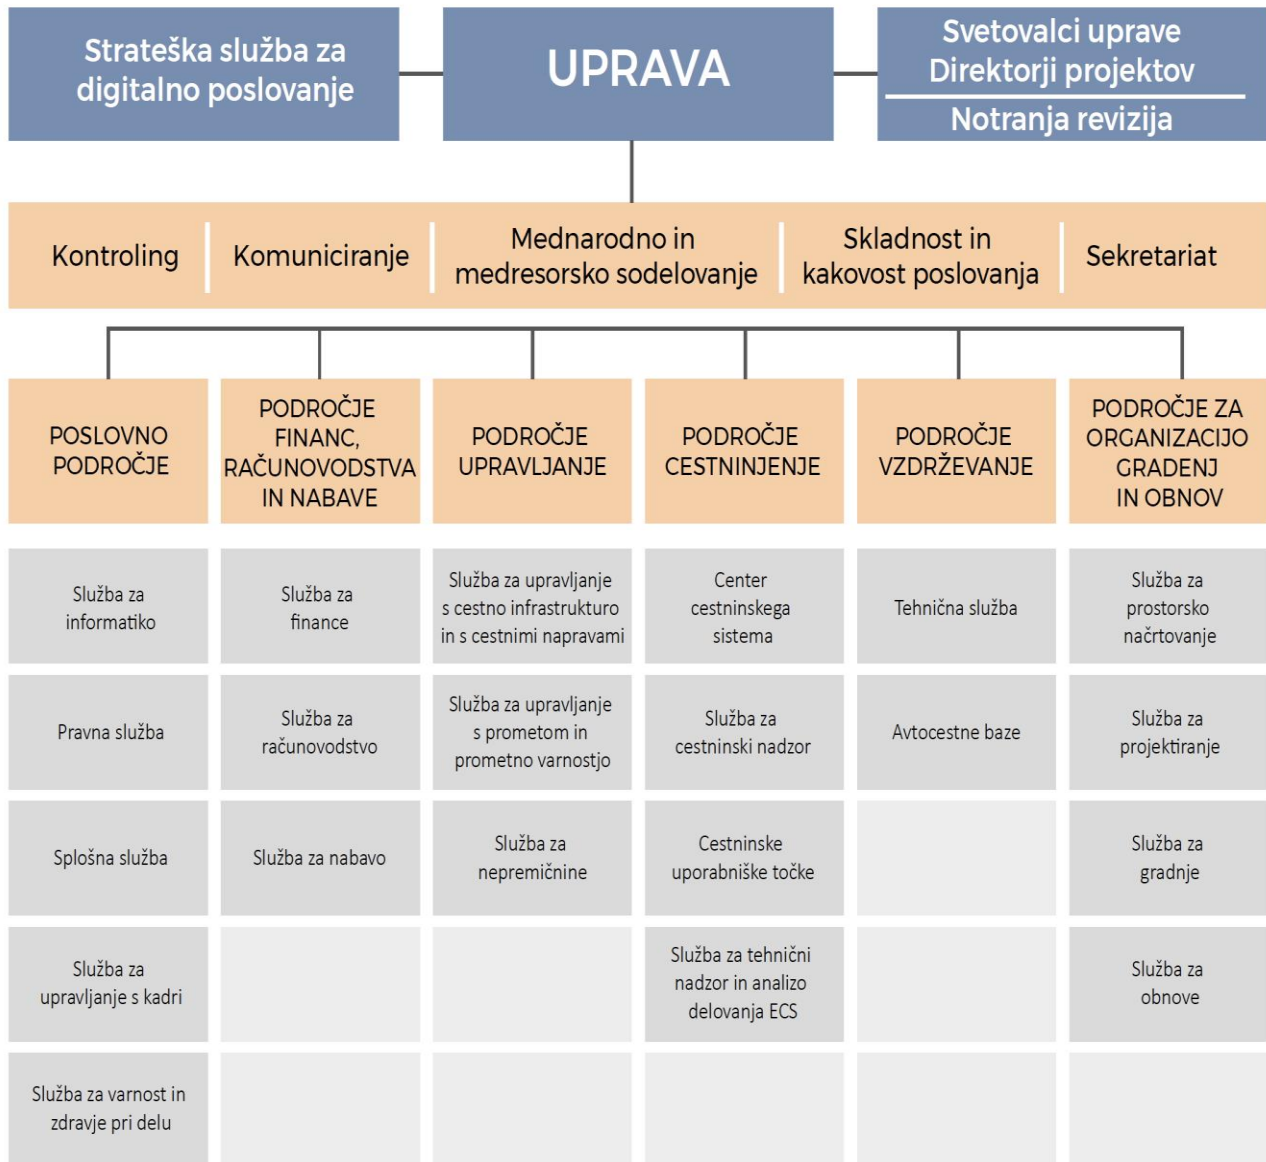 Strateška služba za
digitalno poslovanje
UPRAVA
Svetovalci uprave
Direktorji projektov
Notranja revizija
Kontroling
Komuniciranje
Mednarodno in
medresorsko sodelovanje
Skladnost in
kakovost poslovanja
Sekretariat
POSLOVNO
PODROČJE
PODROČJE
FINANC,
RAČUNOVODSTVA
IN NABAVE
PODROČJE
UPRAVLJANJE
PODROČJE
CESTNINJENJE
PODROČJE
VZDRŽEVANJE
PODROČJE ZA
ORGANIZACIJO
GRADENJ
IN OBNOV
Služba za
informatiko
Služba za
finance
Služba za upravljanje
s cestno infrastrukturo
in s cestnimi napravami
Center
cestninskega
sistema
Tehnična služba
Služba za
prostorsko
načrtovanje
Pravna služba
Služba za
računovodstvo
Služba za upravljanje
s prometom in
prometno varnostjo
Služba za
cestninski nadzor
Avtocestne baze
Služba za
projektiranje
Splošna služba
Služba za nabavo
Služba za
nepremičnine
Cestninske
uporabniške točke
Služba za
gradnje
Služba za
upravljanje s kadri
Služba za tehnični
nadzor in analizo
delovanja ECS
Služba za
obnove
Služba za varnost in
zdravje pri delu